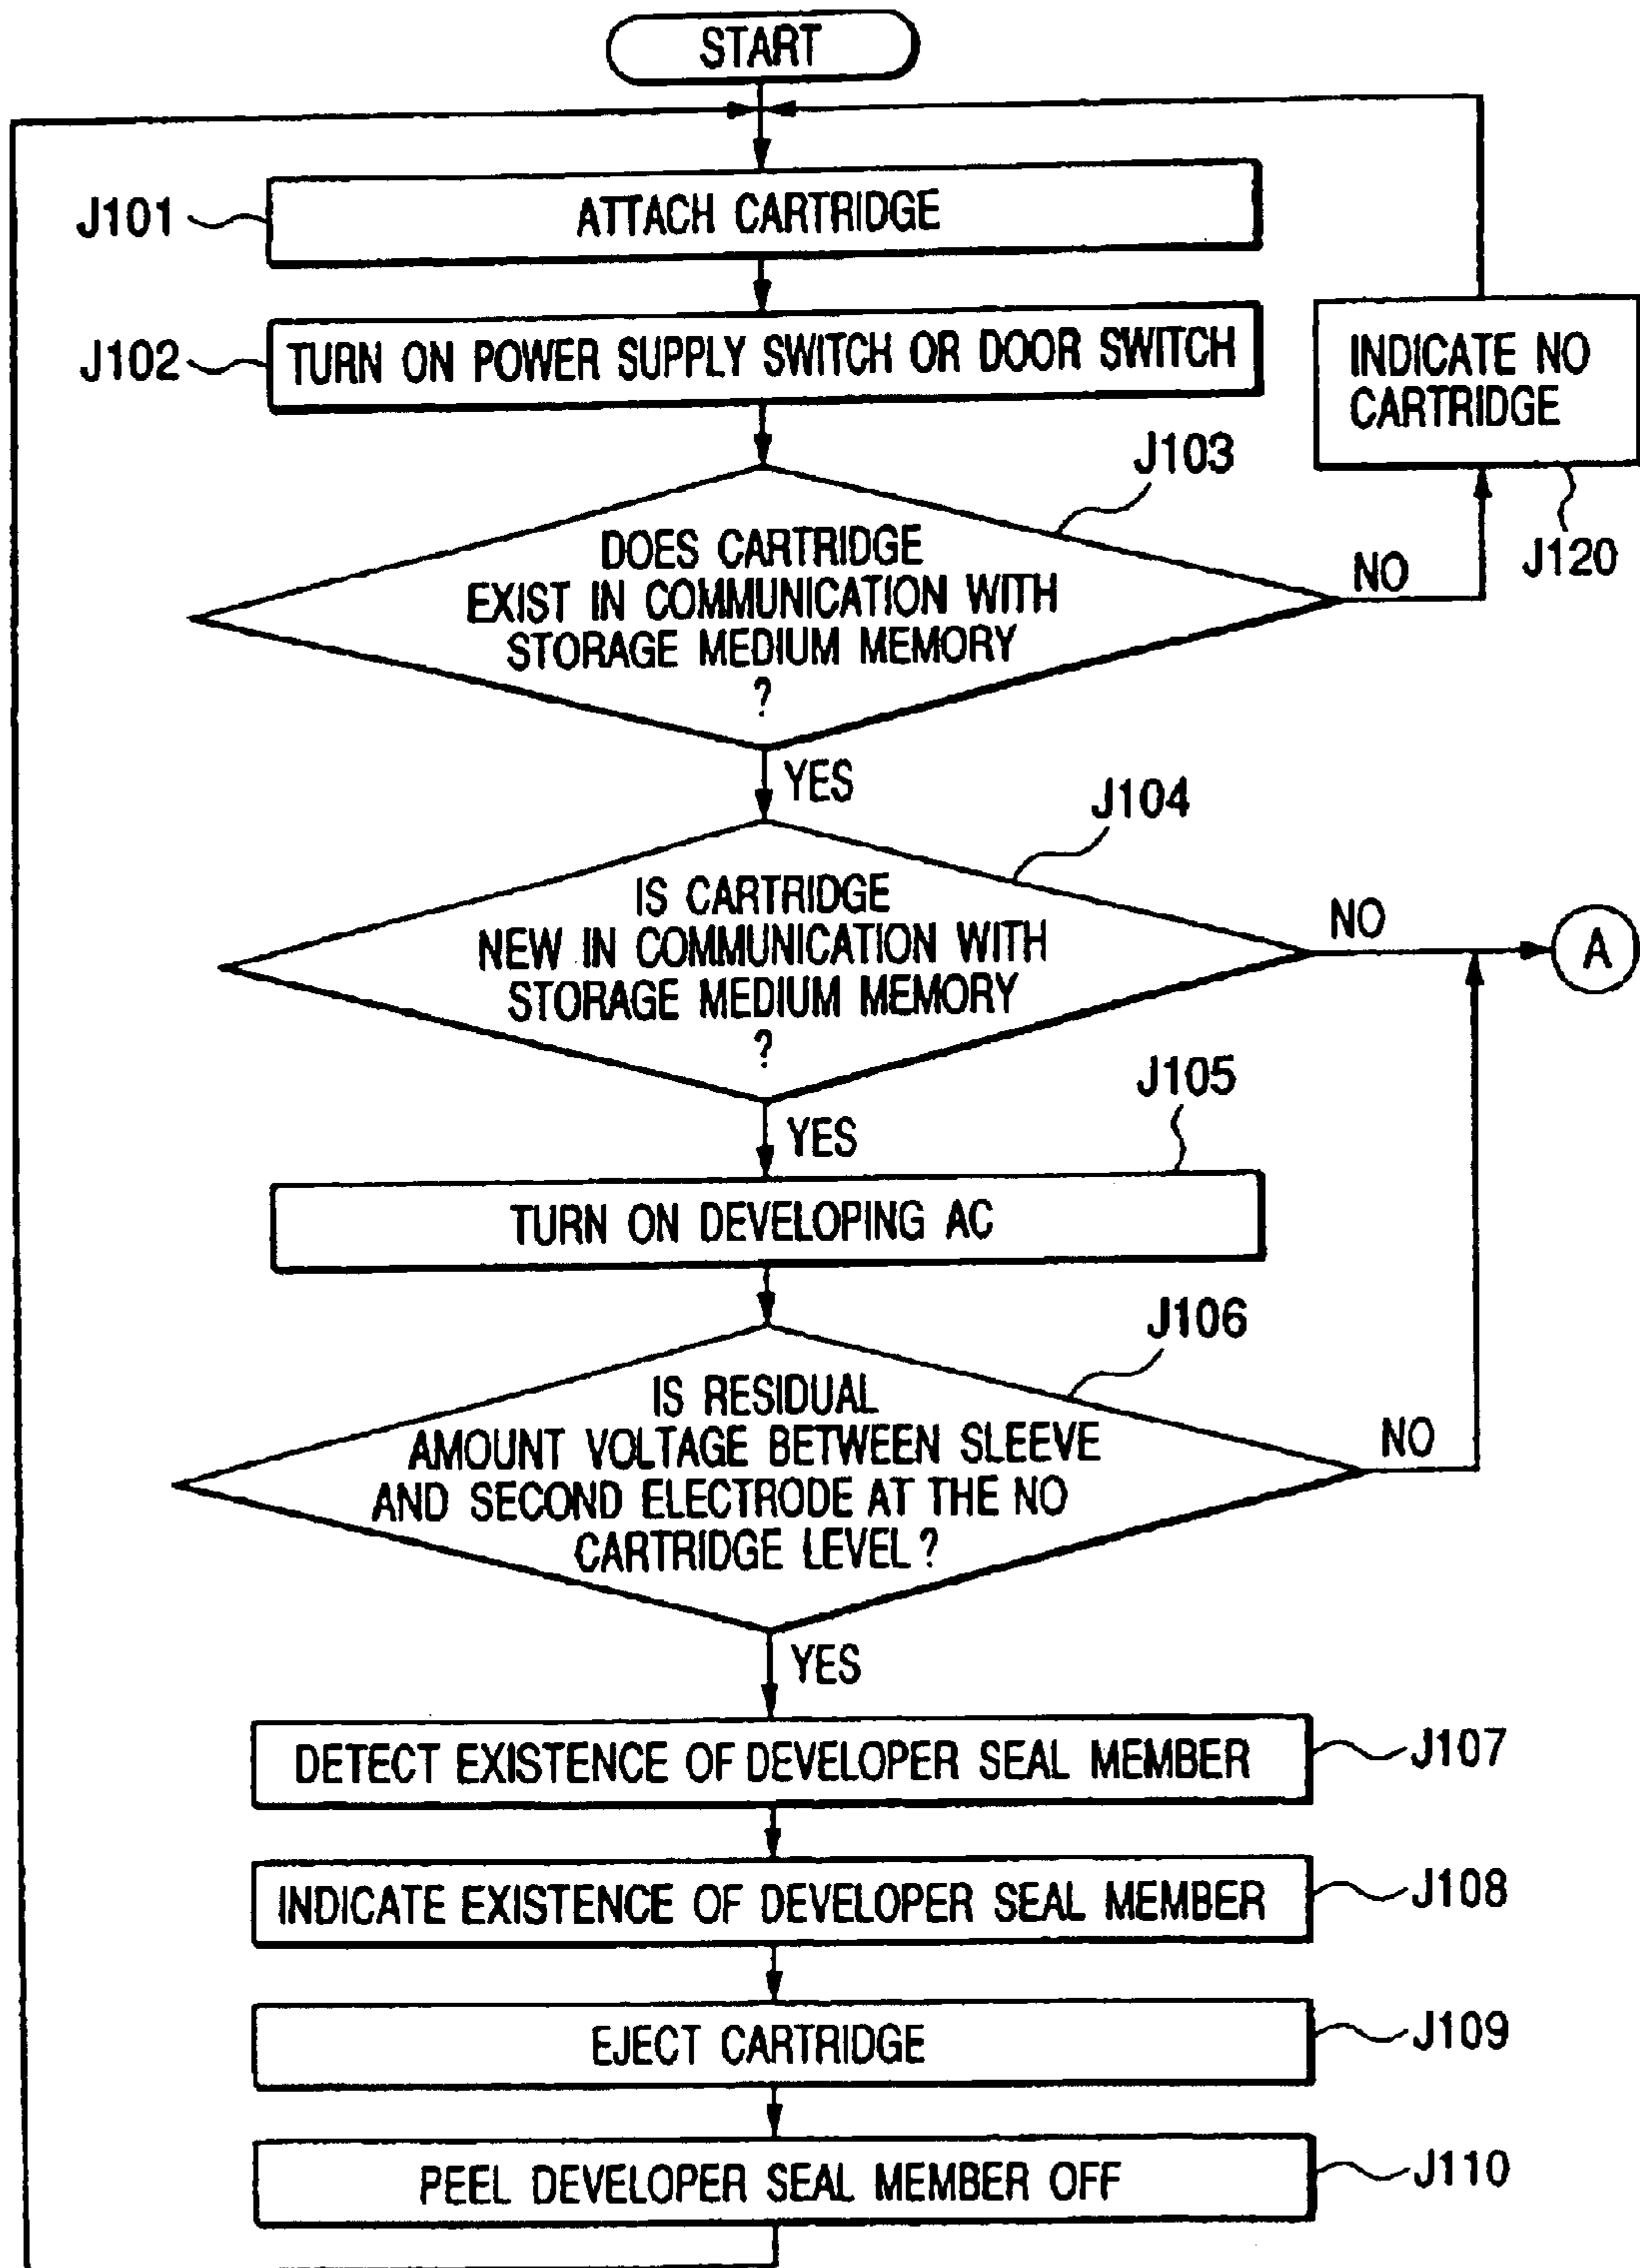 START
J101
ATTACH CARTRIDGE
J102
TURN ON POWER SUPPLY SWITCH OR DOOR SWITCH
INDICATE NO
CARTRIDGE
J120
J103
DOES CARTRIDGE
EXIST IN COMMUNICATION WITH
STORAGE MEDIUM MEMORY
?
NO
YES
J104
IS CARTRIDGE
NEW IN COMMUNICATION WITH
STORAGE MEDIUM MEMORY
?
NO
A
YES
J105
TURN ON DEVELOPING AC
J106
IS RESIDUAL
AMOUNT VOLTAGE BETWEEN SLEEVE
AND SECOND ELECTRODE AT THE NO
CARTRIDGE LEVEL?
NO
YES
DETECT EXISTENCE OF DEVELOPER SEAL MEMBER
J107
INDICATE EXISTENCE OF DEVELOPER SEAL MEMBER
J108
EJECT CARTRIDGE
J109
PEEL DEVELOPER SEAL MEMBER OFF
J110